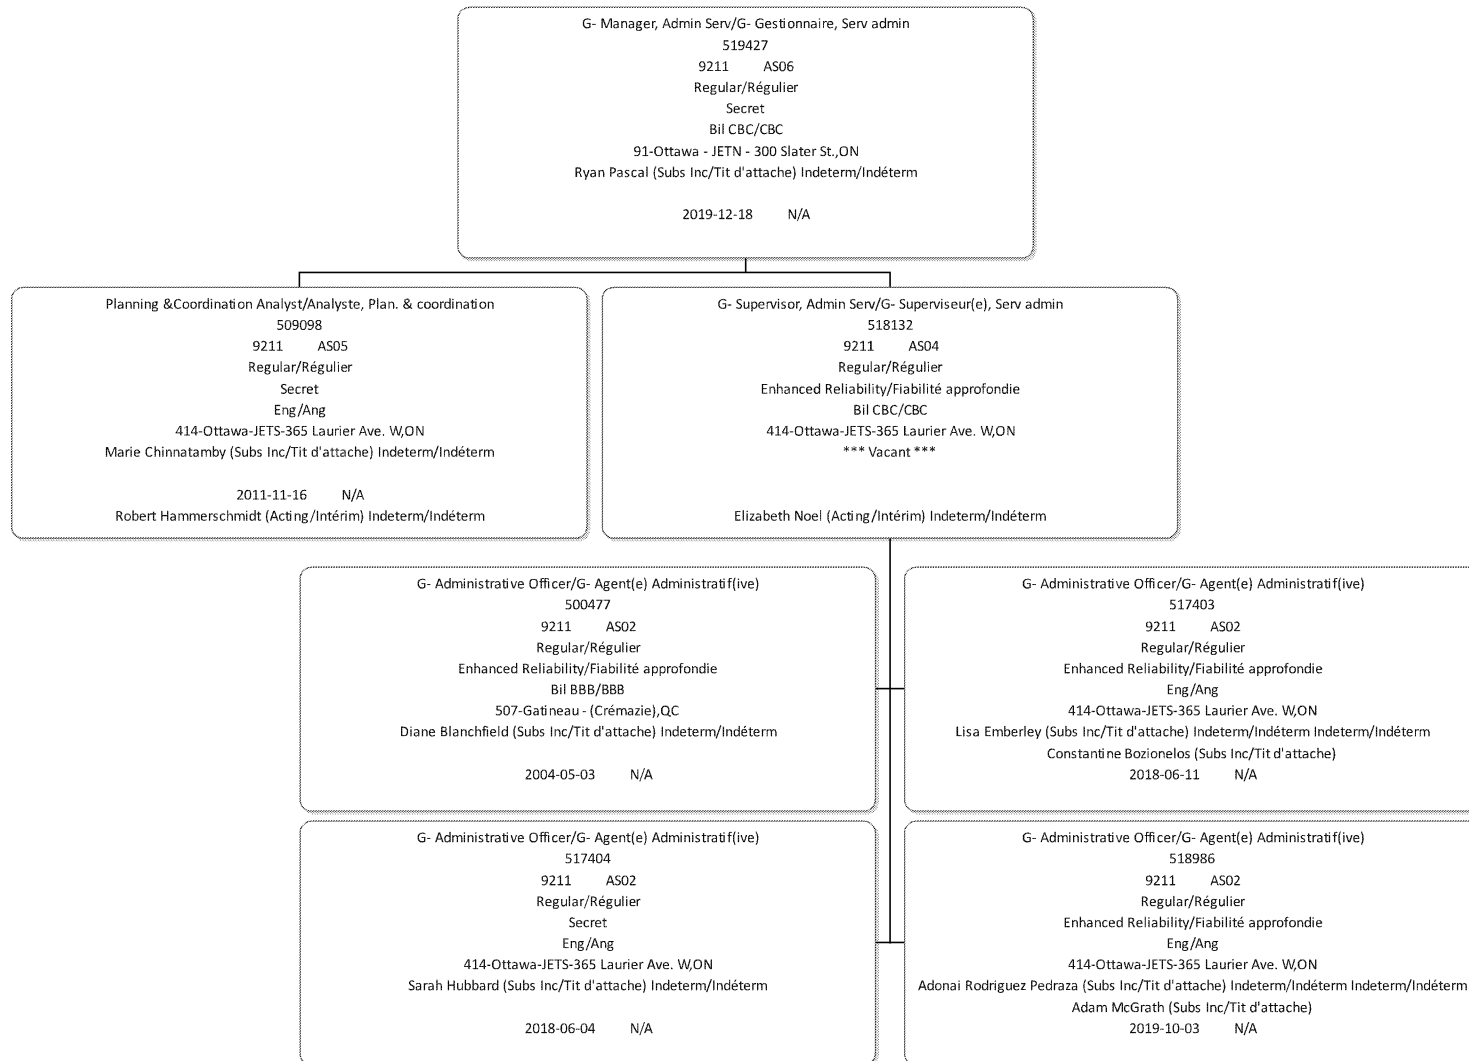 G- Manager, Admin Serv/G- Gestionnaire, Serv admin
519427
9211 AS06
Regular/Régulier
Secret
Bil CBC/CBC
91-Ottawa - JETN - 300 Slater St.,ON
Ryan Pascal (Subs Inc/Tit d'attache) Indeterm/Indéterm
2019-12-18 N/A
Planning &Coordination Analyst/Analyste, Plan. & coordination
509098
9211 AS05
Regular/Régulier
Secret
Eng/Ang
414-Ottawa-JETS-365 Laurier Ave. W,ON
Marie Chinnatamby (Subs Inc/Tit d'attache) Indeterm/Indéterm
2011-11-16 N/A
Robert Hammerschmidt (Acting/Intérim) Indeterm/Indéterm
G- Supervisor, Admin Serv/G- Superviseur(e), Serv admin
518132
9211 AS04
Regular/Régulier
Enhanced Reliability/Fiabilité approfondie
Bil CBC/CBC
414-Ottawa-JETS-365 Laurier Ave. W,ON
*** Vacant ***
Elizabeth Noel (Acting/Intérim) Indeterm/Indéterm
G- Administrative Officer/G- Agent(e) Administratif(ive)
500477
9211 AS02
Regular/Régulier
Enhanced Reliability/Fiabilité approfondie
Bil BBB/BBB
507-Gatineau - (Crémazie),QC
Diane Blanchfield (Subs Inc/Tit d'attache) Indeterm/Indéterm
2004-05-03 N/A
G- Administrative Officer/G- Agent(e) Administratif(ive)
517403
9211 AS02
Regular/Régulier
Enhanced Reliability/Fiabilité approfondie
Eng/Ang
414-Ottawa-JETS-365 Laurier Ave. W,ON
Lisa Emberley (Subs Inc/Tit d'attache) Indeterm/Indéterm Indeterm/Indéterm
Constantine Bozionelos (Subs Inc/Tit d'attache)
2018-06-11 N/A
G- Administrative Officer/G- Agent(e) Administratif(ive)
517404
9211 AS02
Regular/Régulier
Secret
Eng/Ang
414-Ottawa-JETS-365 Laurier Ave. W,ON
Sarah Hubbard (Subs Inc/Tit d'attache) Indeterm/Indéterm
2018-06-04 N/A
G- Administrative Officer/G- Agent(e) Administratif(ive)
518986
9211 AS02
Regular/Régulier
Enhanced Reliability/Fiabilité approfondie
Eng/Ang
414-Ottawa-JETS-365 Laurier Ave. W,ON
Adonai Rodriguez Pedraza (Subs Inc/Tit d'attache) Indeterm/Indéterm Indeterm/Indéterm
Adam McGrath (Subs Inc/Tit d'attache)
2019-10-03 N/A